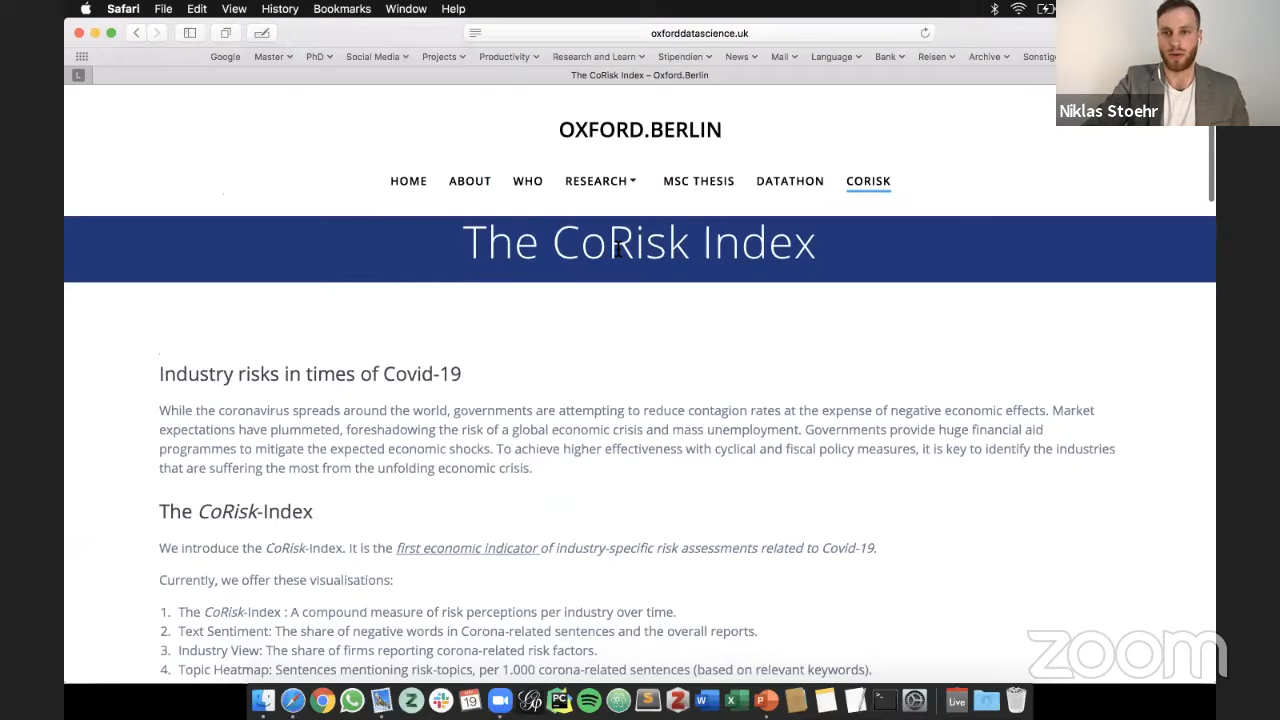 Safari File Edit View History Bookmarks Window Help
oxforddatascience.uk
Google Master PhD Social Media Projects Productivity Research and Learn Stipendien News Mail Language Bank Reisen Archive Sonstig
L The CoRisk Index – Oxford.Berlin
Niklas Stoehr
OXFORD.BERLIN
HOME ABOUT WHO RESEARCH MSC THESIS DATATHON CORISK
The CoRisk Index
Industry risks in times of Covid-19
While the coronavirus spreads around the world, governments are attempting to reduce contagion rates at the expense of negative economic effects. Market
expectations have plummeted, foreshadowing the risk of a global economic crisis and mass unemployment. Governments provide huge financial aid
programmes to mitigate the expected economic shocks. To achieve higher effectiveness with cyclical and fiscal policy measures, it is key to identify the industries
that are suffering the most from the unfolding economic crisis.
The CoRisk-Index
We introduce the CoRisk-Index. It is the first economic indicator of industry-specific risk assessments related to Covid-19.
Currently, we offer these visualisations:
1. The CoRisk-Index : A compound measure of risk perceptions per industry over time.
2. Text Sentiment: The share of negative words in Corona-related sentences and the overall reports.
3. Industry View: The share of firms reporting corona-related risk factors.
4. Topic Heatmap: Sentences mentioning risk-topics, per 1.000 corona-related sentences (based on relevant keywords).
zoom
19
PC
Live